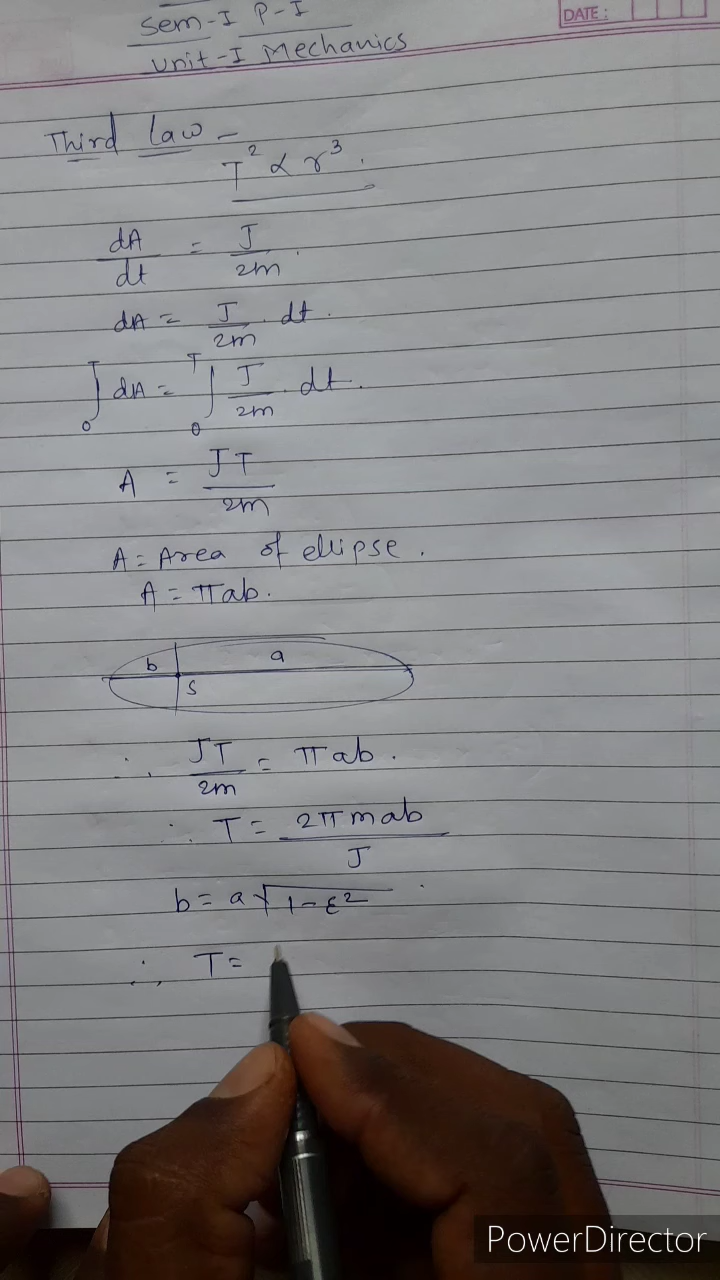 Sem-I P-I
DATE:
Unit-I Mechanics
Third Law -
T² ∝ r³.
dA/dt = J/2m.
dA = J/2m. dt.
∫₀ᵀ dA = ∫₀ᵀ J/2m. dt.
A = JT/2m
A = Area of ellipse.
A = πab.
b a
S
∴ JT/2m = πab.
∴ T = 2πmab/J
b = a√1-ε²
∴, T =
PowerDirector